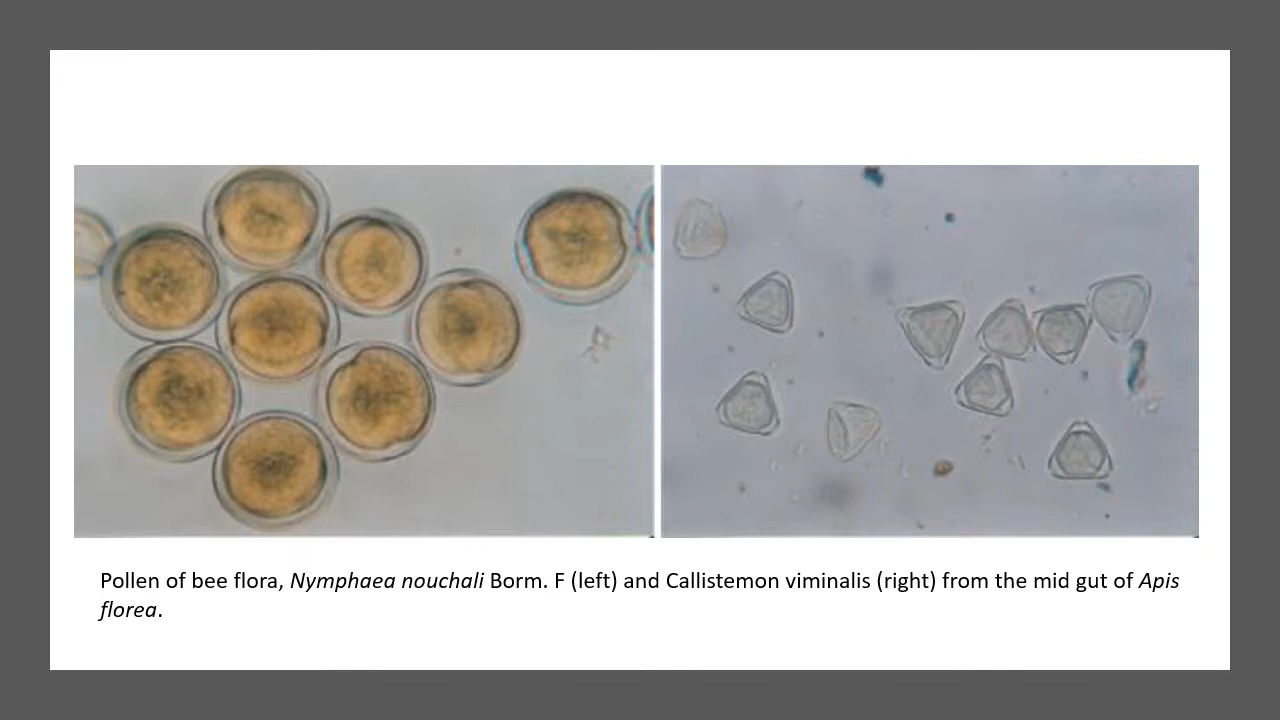 Pollen of bee flora, Nymphaea nouchali Borm. F (left) and Callistemon viminalis (right) from the mid gut of Apis
florea.